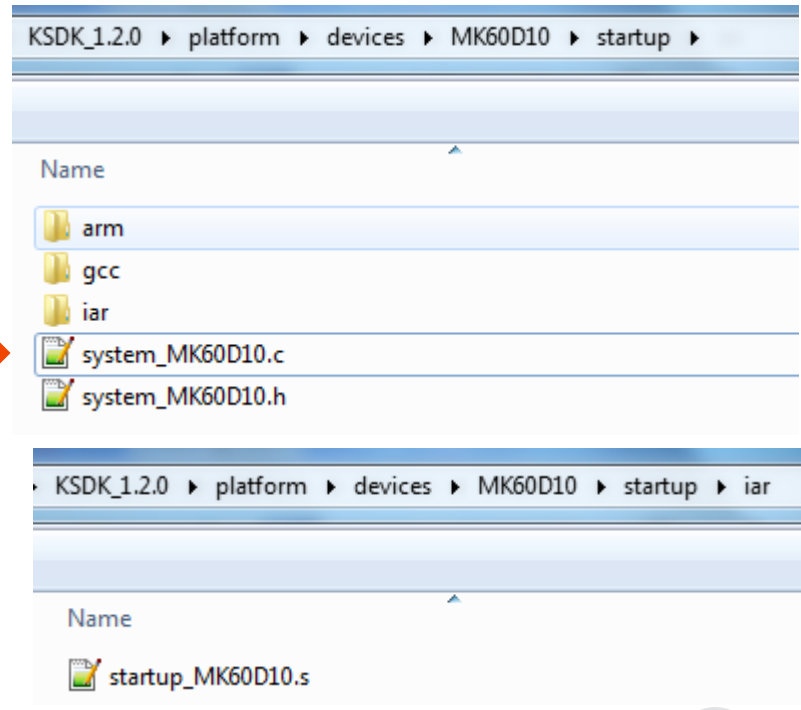 KSDK_1.2.0 ▸ platform ▸ devices ▸ MK60D10 ▸ startup ▸
Name
arm
gcc
iar
system_MK60D10.c
system_MK60D10.h
▸ KSDK_1.2.0 ▸ platform ▸ devices ▸ MK60D10 ▸ startup ▸ iar
Name
startup_MK60D10.s